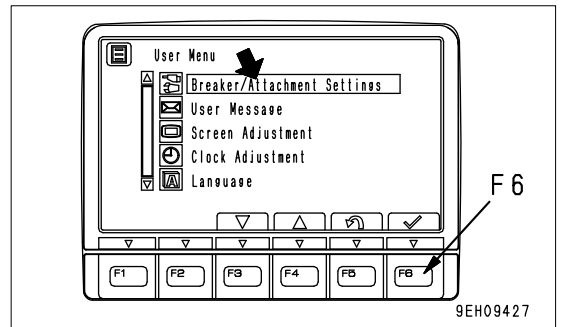 User Menu
Breaker/Attachment Settings
User Message
Screen Adjustment
Clock Adjustment
A Language
F6
F1 F2 F3 F4 F5 F6
9EH09427